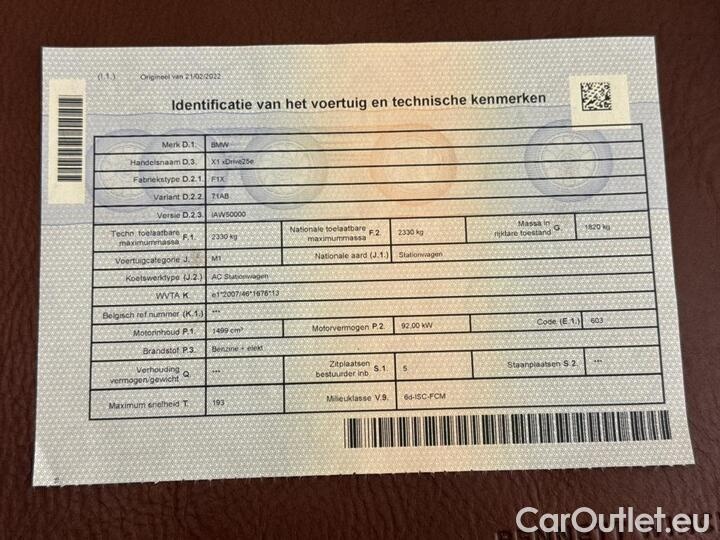 (I.1.) Origineel van 21/02/2022
Identificatie van het voertuig en technische kenmerken
Merk D.1. BMW
Handelsnaam D.3. X1 xDrive25e
Fabriekstype D.2.1. F1X
Variant D.2.2. 71AB
Versie D.2.3. IAW50000
Techn. toelaatbare maximummassa F.1. 2330 kg Nationale toelaatbare maximummassa F.2. 2330 kg Massa in rijklare toestand G. 1820 kg
Voertuigcategorie J. M1 Nationale aard (J.1.) Stationwagen
Koetswerktype (J.2.) AC Stationwagen
WVTA K. e1*2007/46*1676*13
Belgisch ref.nummer (K.1.) ***
Motorinhoud P.1. 1499 cm³ Motorvermogen P.2. 92,00 kW Code (E.1.) 603
Brandstof P.3. Benzine + elekt
Verhouding vermogen/gewicht Q. *** Zitplaatsen bestuurder inb. S.1. 5 Staanplaatsen S.2. ***
Maximum snelheid T. 193 Milieuklasse V.9. 6d-ISC-FCM
CarOutlet.eu